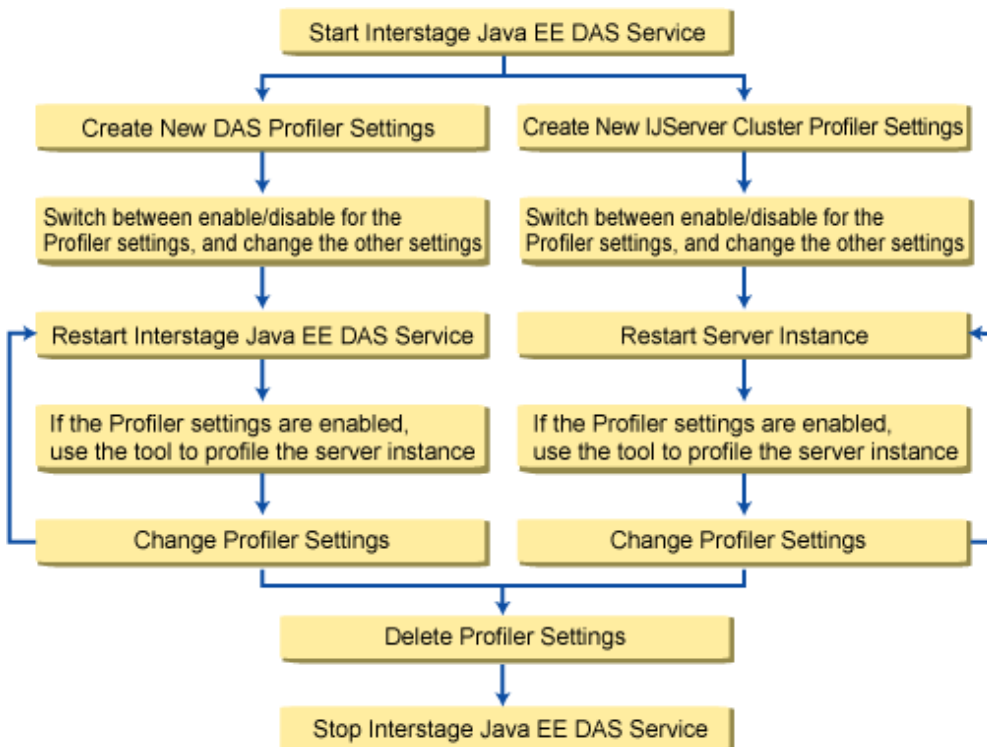 Start Interstage Java EE DAS Service
Create New DAS Profiler Settings
Create New IJServer Cluster Profiler Settings
Switch between enable/disable for the
Profiler settings, and change the other settings
Switch between enable/disable for the
Profiler settings, and change the other settings
Restart Interstage Java EE DAS Service
Restart Server Instance
If the Profiler settings are enabled,
use the tool to profile the server instance
If the Profiler settings are enabled,
use the tool to profile the server instance
Change Profiler Settings
Change Profiler Settings
Delete Profiler Settings
Stop Interstage Java EE DAS Service